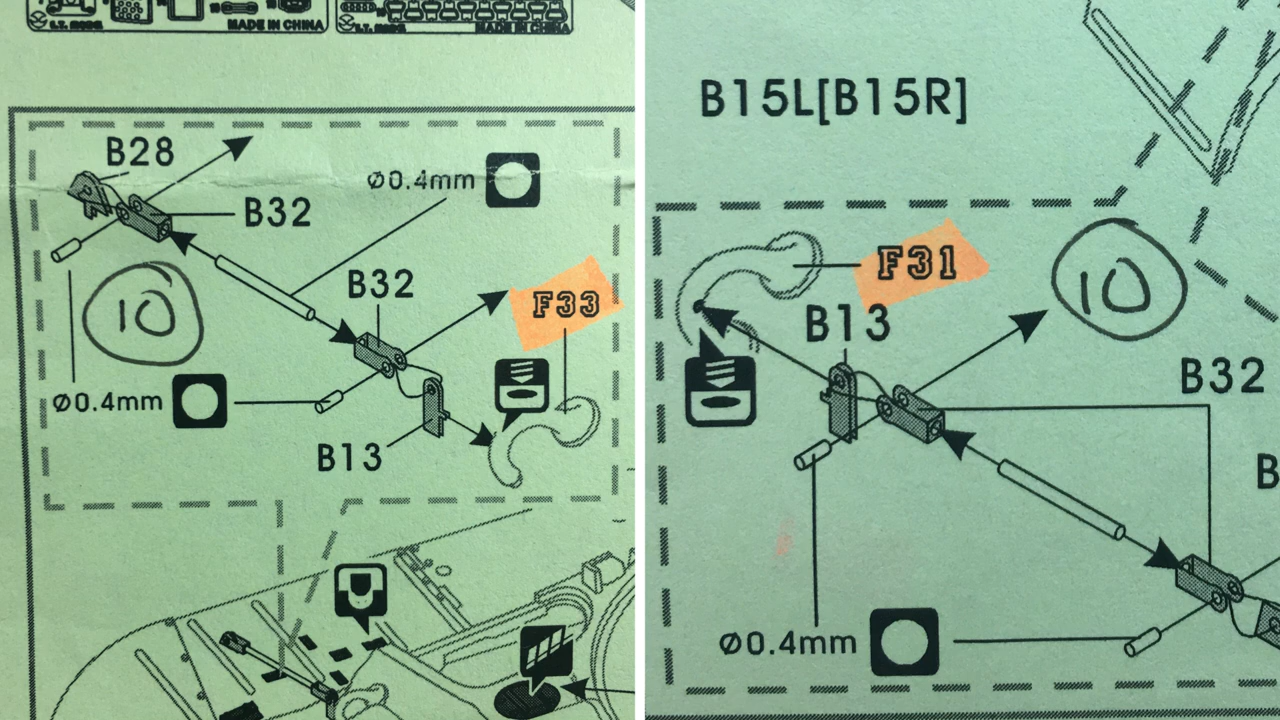 MADE IN CHINA
MADE IN CHINA
B28
ø0.4mm
B32
B32
10
F33
ø0.4mm
B13
B15L[B15R]
F31
10
B13
B32
B
ø0.4mm